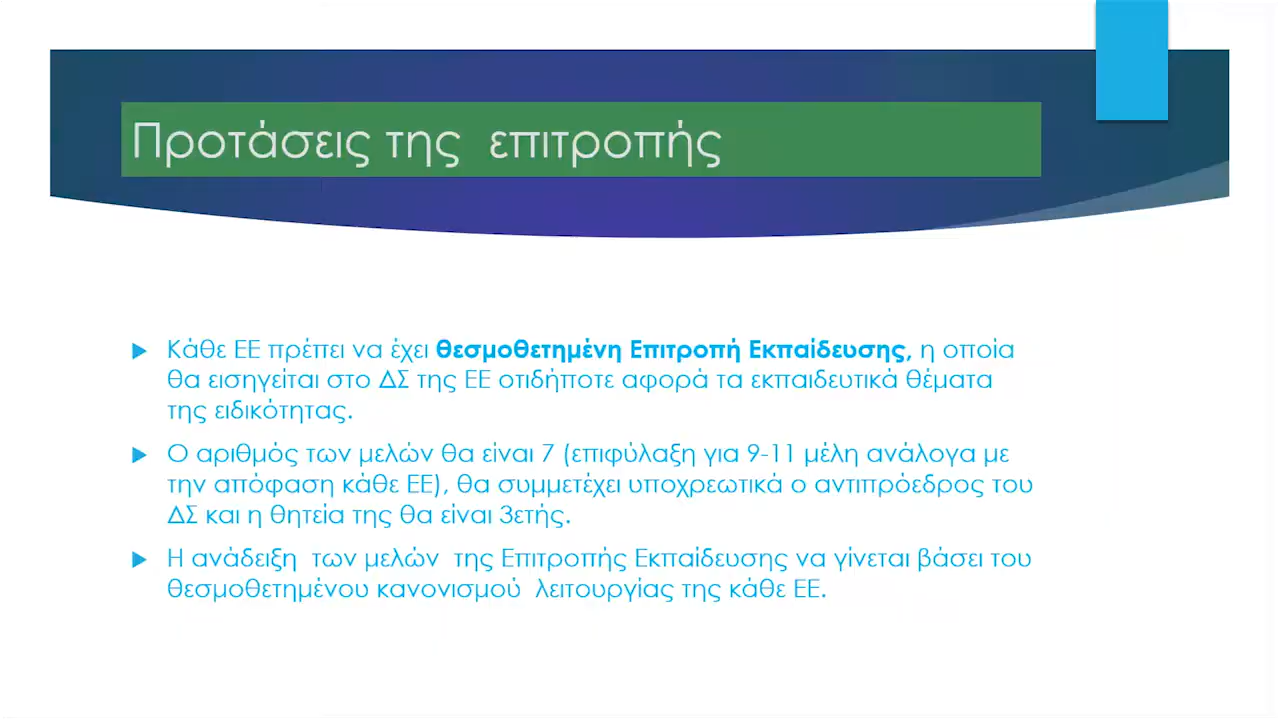 Προτάσεις της επιτροπής
Κάθε ΕΕ πρέπει να έχει θεσμοθετημένη Επιτροπή Εκπαίδευσης, η οποία
θα εισηγείται στο ΔΣ της ΕΕ οτιδήποτε αφορά τα εκπαιδευτικά θέματα
της ειδικότητας.
Ο αριθμός των μελών θα είναι 7 (επιφύλαξη για 9-11 μέλη ανάλογα με
την απόφαση κάθε ΕΕ), θα συμμετέχει υποχρεωτικά ο αντιπρόεδρος του
ΔΣ και η θητεία της θα είναι 3ετής.
Η ανάδειξη των μελών της Επιτροπής Εκπαίδευσης να γίνεται βάσει του
θεσμοθετημένου κανονισμού λειτουργίας της κάθε ΕΕ.